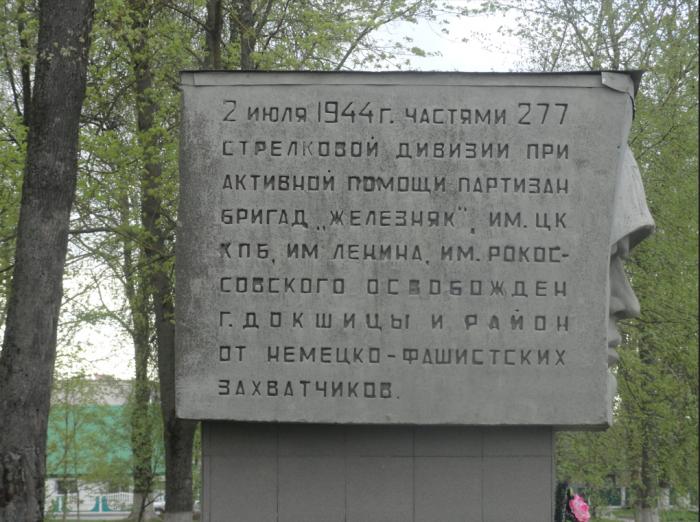 2 ИЮЛЯ 1944 Г. ЧАСТЯМИ 277
СТРЕЛКОВОЙ ДИВИЗИИ ПРИ
АКТИВНОЙ ПОМОЩИ ПАРТИЗАН
БРИГАД „ЖЕЛЕЗНЯК", ИМ. ЦК
КПБ, ИМ ЛЕНИНА, ИМ. РОКОС-
СОВСКОГО ОСВОБОЖДЕН
Г. ДОКШИЦЫ И РАЙОН
ОТ НЕМЕЦКО-ФАШИСТСКИХ
ЗАХВАТЧИКОВ.